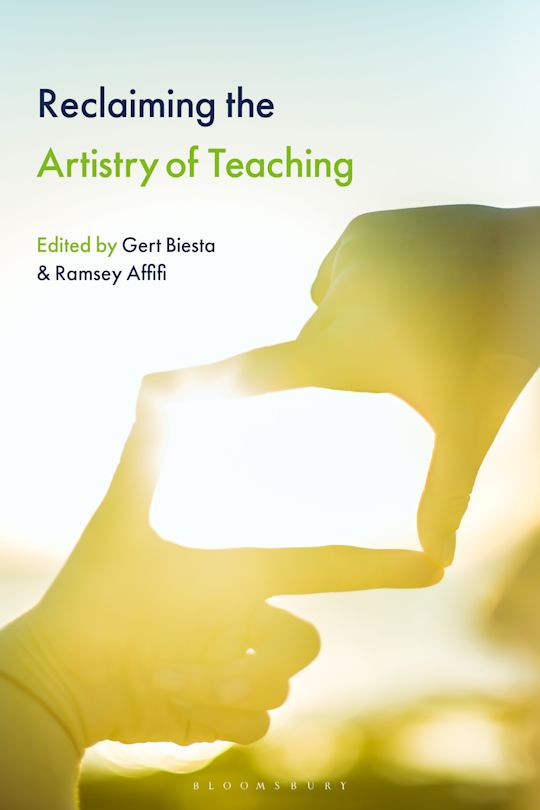 Reclaiming the
Artistry of Teaching
Edited by Gert Biesta
& Ramsey Affifi
BLOOMSBURY